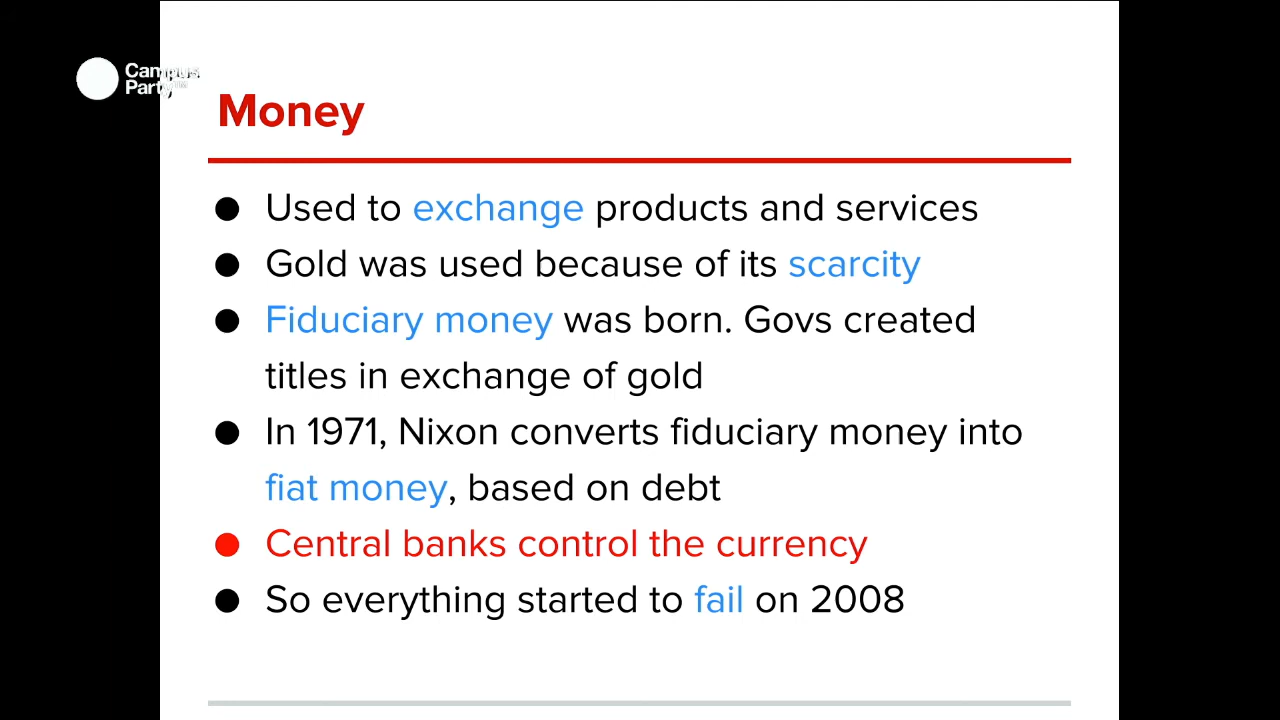 Campus
Party™
Money
● Used to exchange products and services
● Gold was used because of its scarcity
● Fiduciary money was born. Govs created
titles in exchange of gold
● In 1971, Nixon converts fiduciary money into
fiat money, based on debt
● Central banks control the currency
● So everything started to fail on 2008